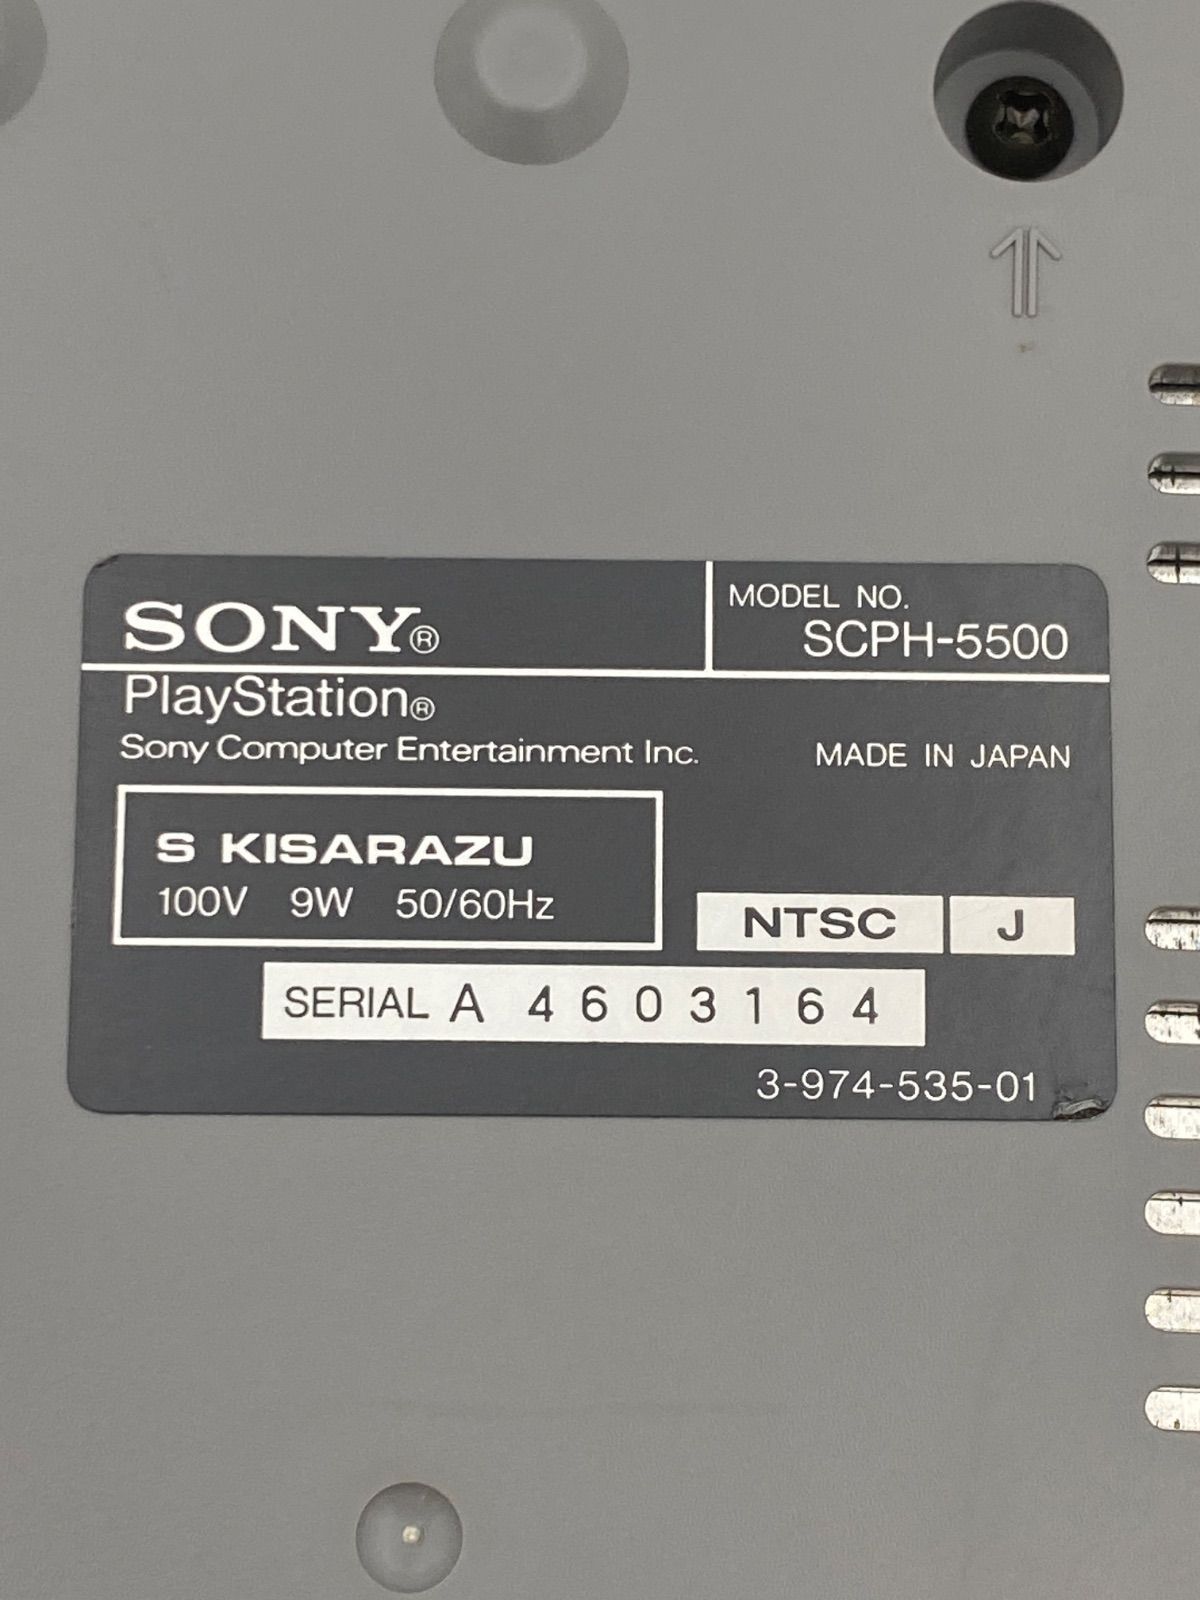 SONY®
MODEL NO.
SCPH-5500
PlayStation®
Sony Computer Entertainment Inc.
MADE IN JAPAN
S KISARAZU
100V 9W 50/60Hz
NTSC J
SERIAL A 4603164
3-974-535-01